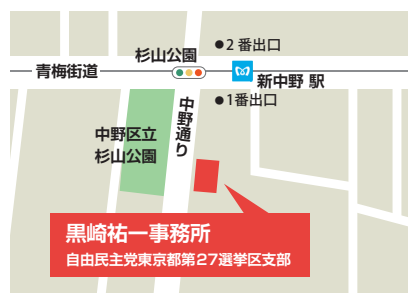 ●2番出口
杉山公園
青梅街道
新中野 駅
●1番出口
中野通り
中野区立
杉山公園
黒崎祐一事務所
自由民主党東京都第27選挙区支部